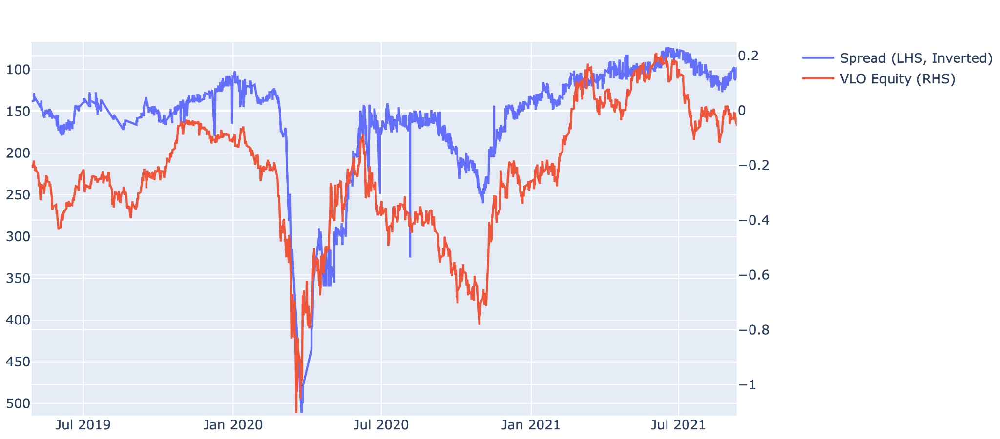 Spread (LHS, Inverted)
VLO Equity (RHS)
100
150
200
250
300
350
400
450
500
0.2
0
−0.2
−0.4
−0.6
−0.8
−1
Jul 2019
Jan 2020
Jul 2020
Jan 2021
Jul 2021